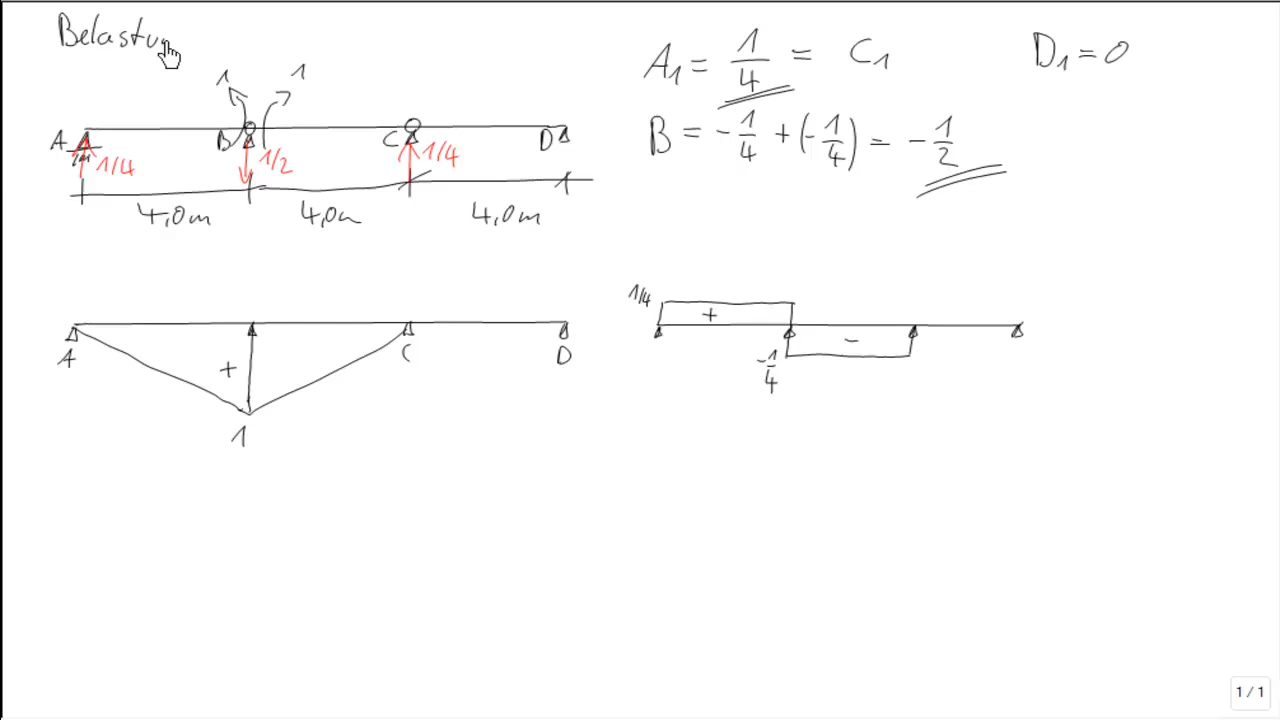 Belastu
A₁ = 1/4 = C₁
D₁ = 0
B = -1/4 + (-1/4) = -1/2
1 1
A B C D
1/4 1/2 1/4
4,0m 4,0m 4,0m
1/4 +
-
-1/4
A + C D
1
1 / 1